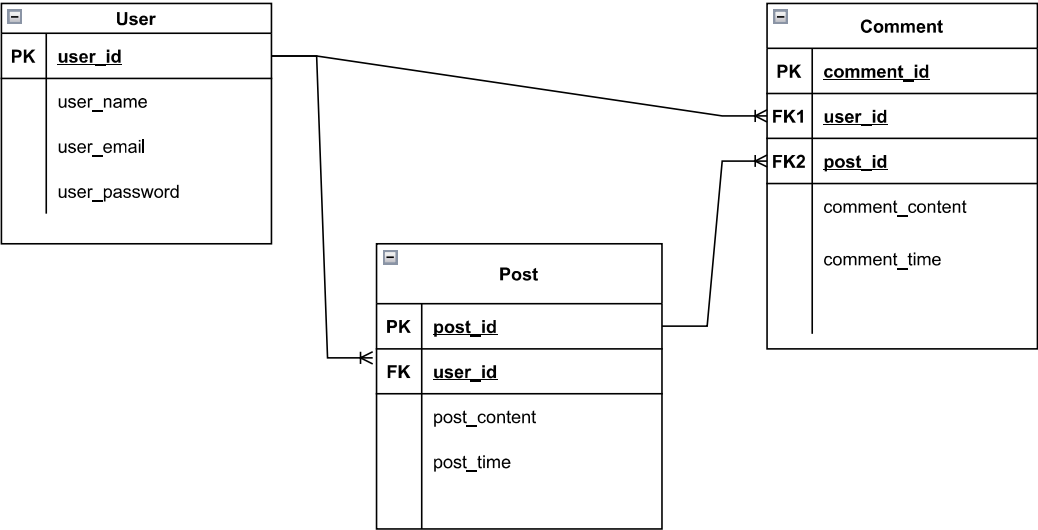 User
PK user_id
user_name
user_email
user_password
Comment
PK comment_id
FK1 user_id
FK2 post_id
comment_content
comment_time
Post
PK post_id
FK user_id
post_content
post_time